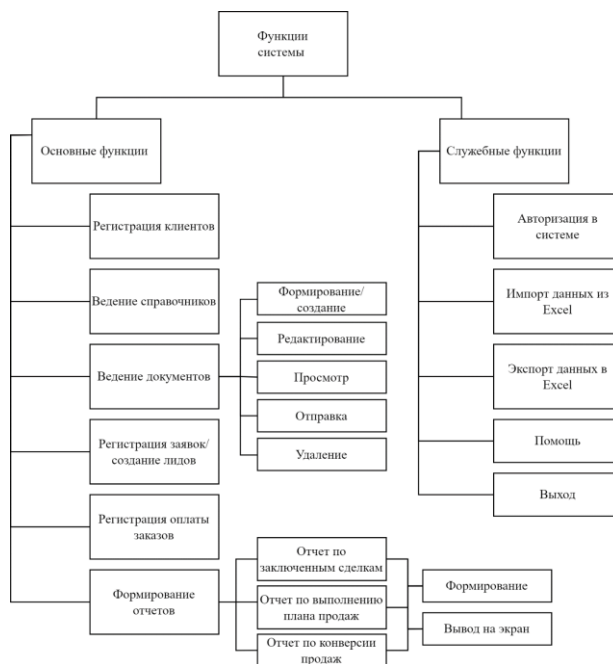 Функции
системы
Основные функции
Служебные функции
Регистрация клиентов
Ведение справочников
Ведение документов
Формирование/
создание
Редактирование
Просмотр
Отправка
Удаление
Регистрация заявок/
создание лидов
Регистрация оплаты
заказов
Формирование
отчетов
Отчет по
заключенным сделкам
Отчет по выполнению
плана продаж
Отчет по конверсии
продаж
Формирование
Вывод на экран
Авторизация в
системе
Импорт данных из
Excel
Экспорт данных в
Excel
Помощь
Выход